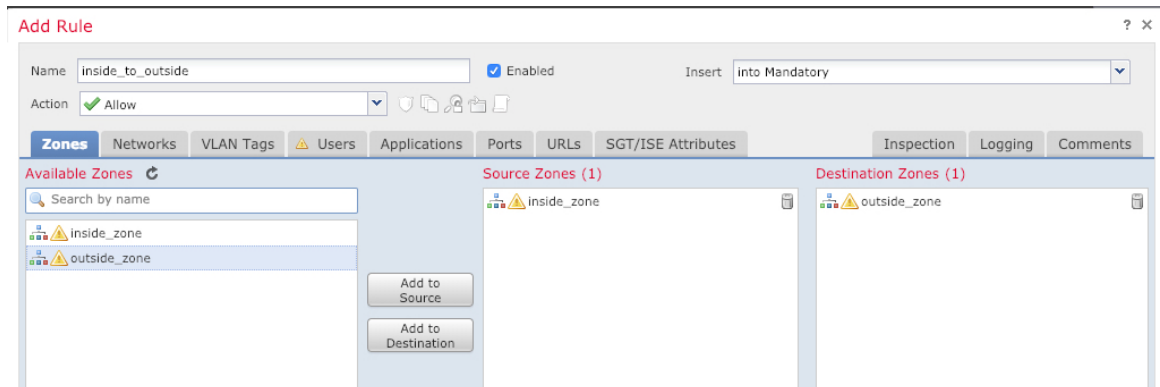 Add Rule
? ×
Name inside_to_outside Enabled Insert into Mandatory
Action Allow
Zones Networks VLAN Tags Users Applications Ports URLs SGT/ISE Attributes Inspection Logging Comments
Available Zones Source Zones (1) Destination Zones (1)
Search by name inside_zone outside_zone
inside_zone
outside_zone
Add to
Source
Add to
Destination